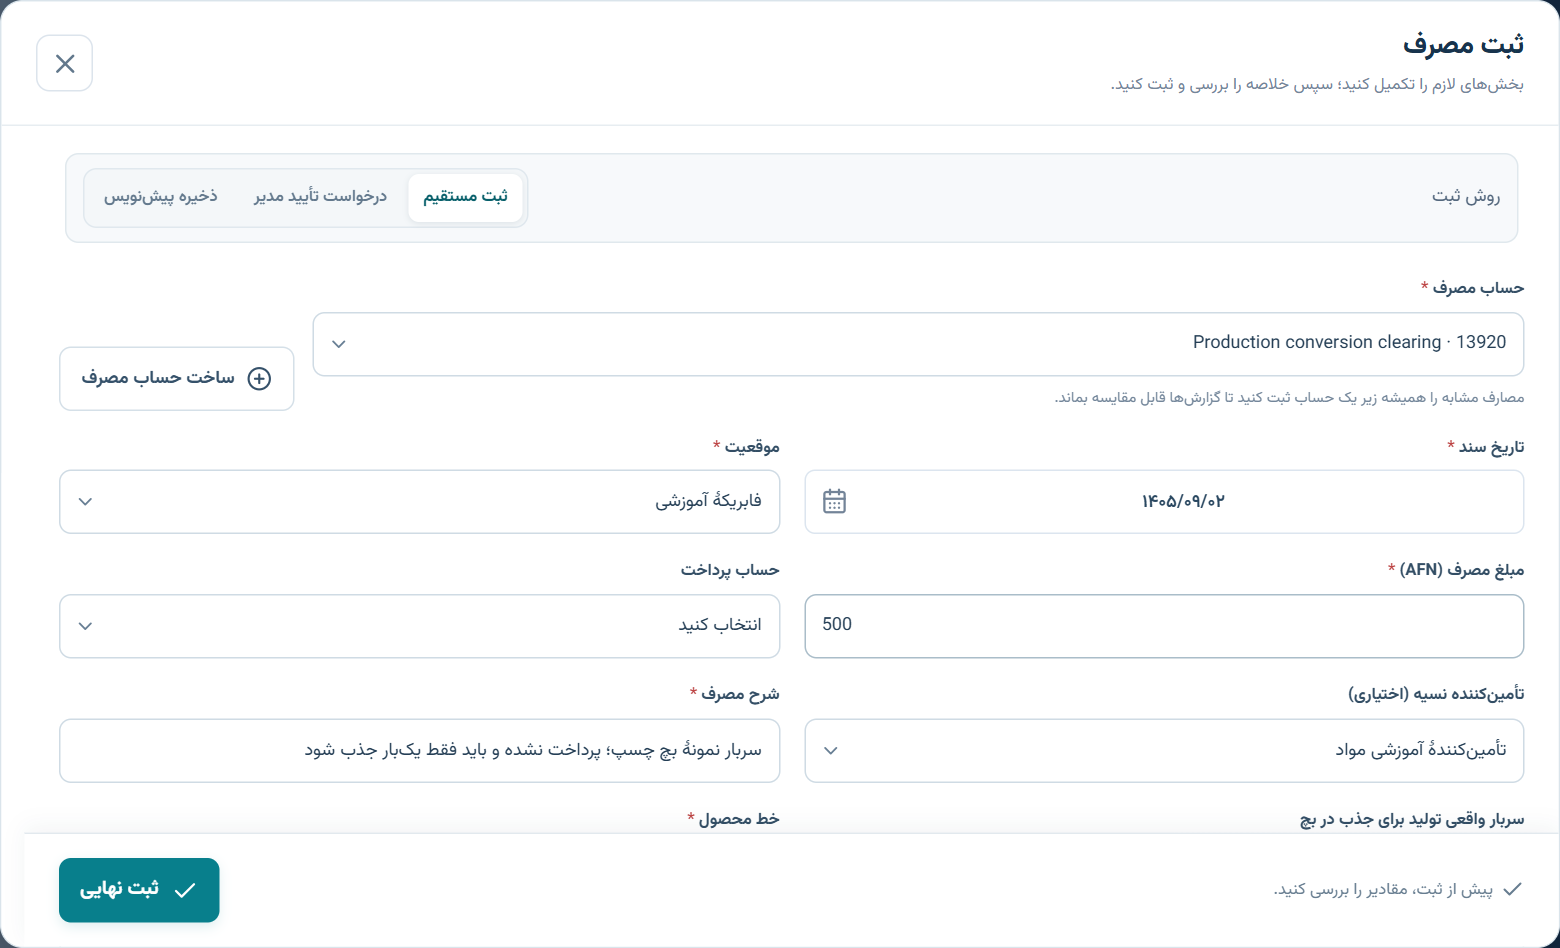 ثبت مصرف
بخش‌های لازم را تکمیل کنید؛ سپس خلاصه را بررسی و ثبت کنید.
روش ثبت
ثبت مستقیم
درخواست تأیید مدیر
ذخیره پیش‌نویس
حساب مصرف *
Production conversion clearing · 13920
ساخت حساب مصرف
مصارف مشابه را همیشه زیر یک حساب ثبت کنید تا گزارش‌ها قابل مقایسه بماند.
تاریخ سند *
۱۴۰۵/۰۹/۰۲
موقعیت *
فابریکهٔ آموزشی
مبلغ مصرف (AFN) *
500
حساب پرداخت
انتخاب کنید
تأمین‌کننده نسیه (اختیاری)
تأمین‌کنندهٔ آموزشی مواد
شرح مصرف *
سربار نمونهٔ بچ چسپ؛ پرداخت نشده و باید فقط یک‌بار جذب شود
سربار واقعی تولید برای جذب در بچ
خط محصول *
پیش از ثبت، مقادیر را بررسی کنید.
ثبت نهایی